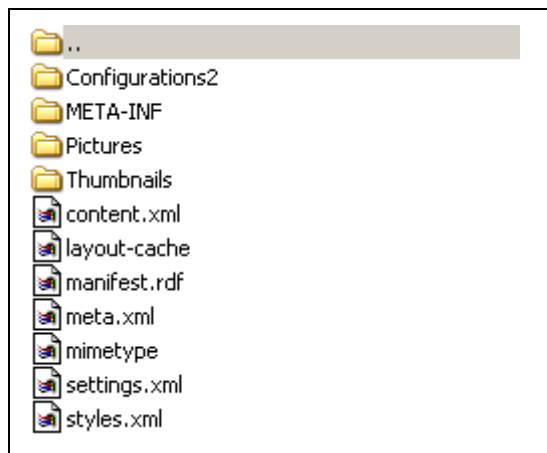 ..
Configurations2
META-INF
Pictures
Thumbnails
content.xml
layout-cache
manifest.rdf
meta.xml
mimetype
settings.xml
styles.xml